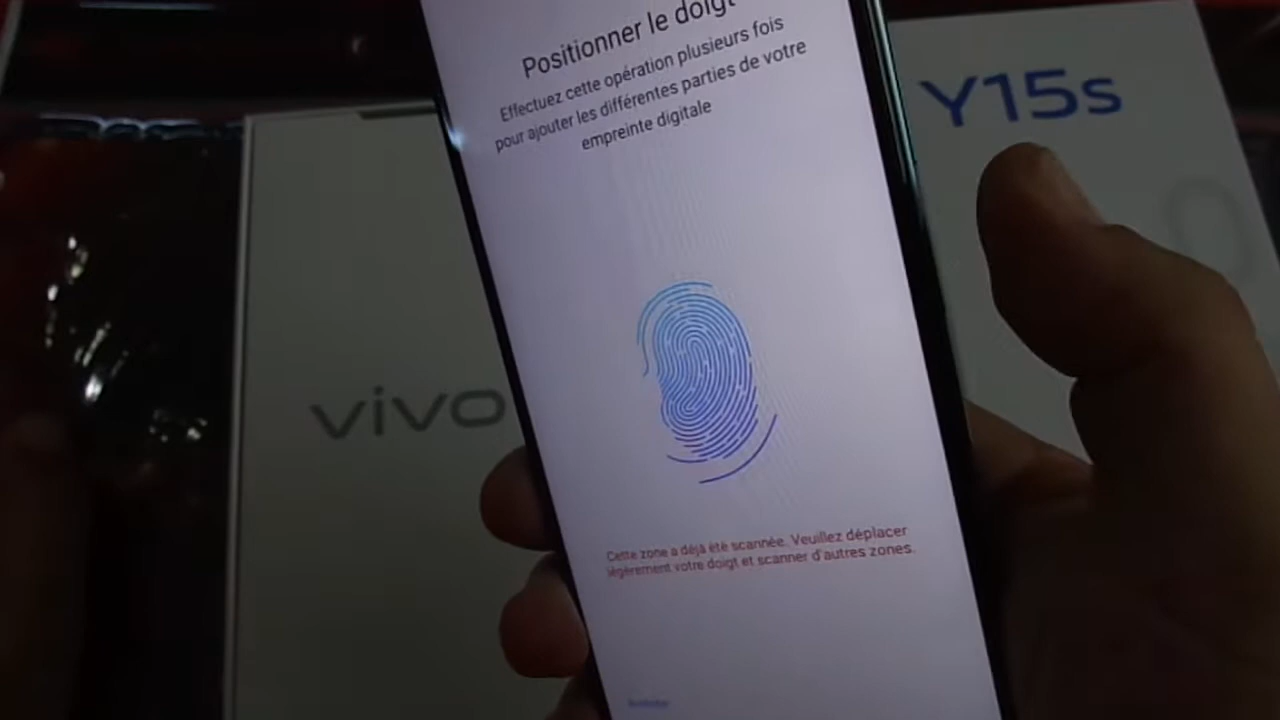 Positionner le doigt
Effectuez cette opération plusieurs fois
pour ajouter les différentes parties de votre
empreinte digitale
Y15s
vivo
Cette zone a déjà été scannée. Veuillez déplacer
légèrement votre doigt et scanner d'autres zones.